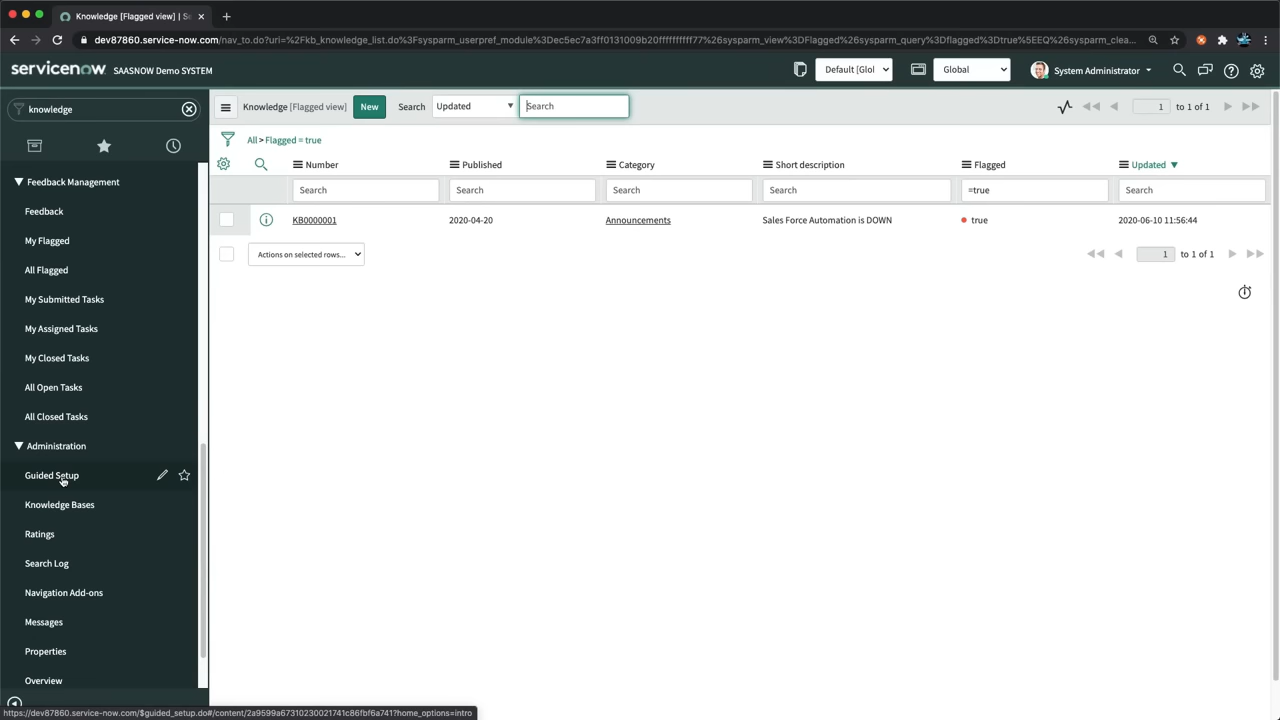 Knowledge [Flagged view] | Se
dev87860.service-now.com/nav_to.do?uri=%2Fkb_knowledge_list.do%3Fsysparm_userpref_module%3Dec5ec7a3ff0131009b20ffffffffff77%26sysparm_view%3DFlagged%26sysparm_query%3Dflagged%3Dtrue%5EEQ%26sysparm_clea...
servicenow SAASNOW Demo SYSTEM
Default [Glol
Global
System Administrator
knowledge
Knowledge [Flagged view]
New
Search
Updated
Search
1 to 1 of 1
All > Flagged = true
Number
Published
Category
Short description
Flagged
Updated
Search
Search
Search
Search
=true
Search
KB0000001
2020-04-20
Announcements
Sales Force Automation is DOWN
true
2020-06-10 11:56:44
Actions on selected rows...
1 to 1 of 1
Feedback Management
Feedback
My Flagged
All Flagged
My Submitted Tasks
My Assigned Tasks
My Closed Tasks
All Open Tasks
All Closed Tasks
Administration
Guided Setup
Knowledge Bases
Ratings
Search Log
Navigation Add-ons
Messages
Properties
Overview
https://dev87860.service-now.com/$guided_setup.do#/content/2a9599a67310230021741c86fbf6a741?home_options=intro